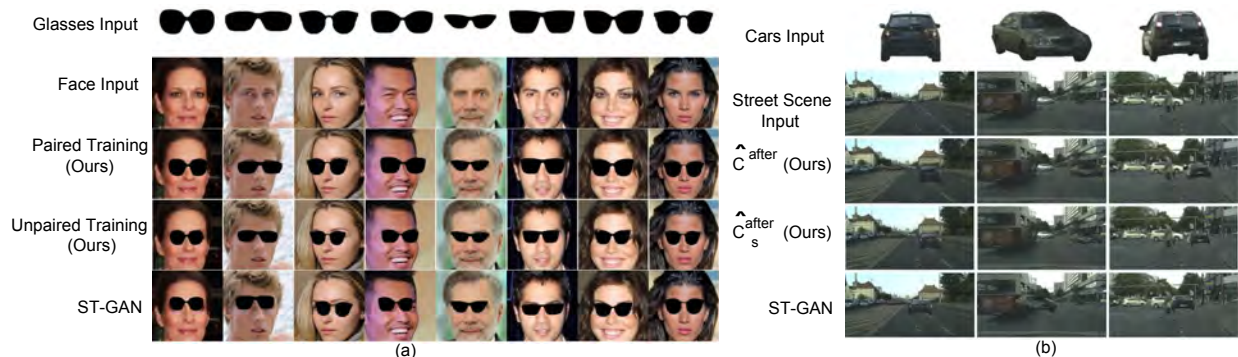 Glasses Input
Face Input
Paired Training
(Ours)
Unpaired Training
(Ours)
ST-GAN
(a)
Cars Input
Street Scene
Input
Ĉ after (Ours)
Ĉ after s (Ours)
ST-GAN
(b)